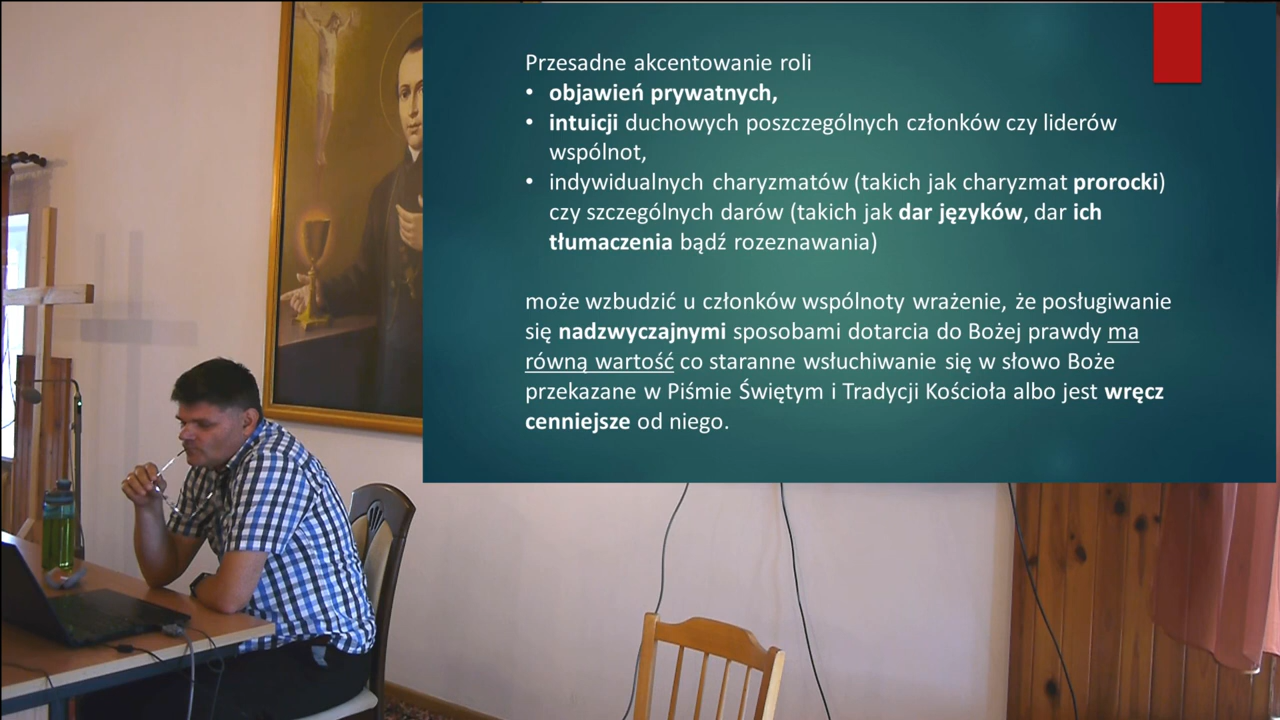 Przesadne akcentowanie roli
• objawień prywatnych,
• intuicji duchowych poszczególnych członków czy liderów
wspólnot,
• indywidualnych charyzmatów (takich jak charyzmat prorocki)
czy szczególnych darów (takich jak dar języków, dar ich
tłumaczenia bądź rozeznawania)
może wzbudzić u członków wspólnoty wrażenie, że posługiwanie
się nadzwyczajnymi sposobami dotarcia do Bożej prawdy ma
równą wartość co staranne wsłuchiwanie się w słowo Boże
przekazane w Piśmie Świętym i Tradycji Kościoła albo jest wręcz
cenniejsze od niego.